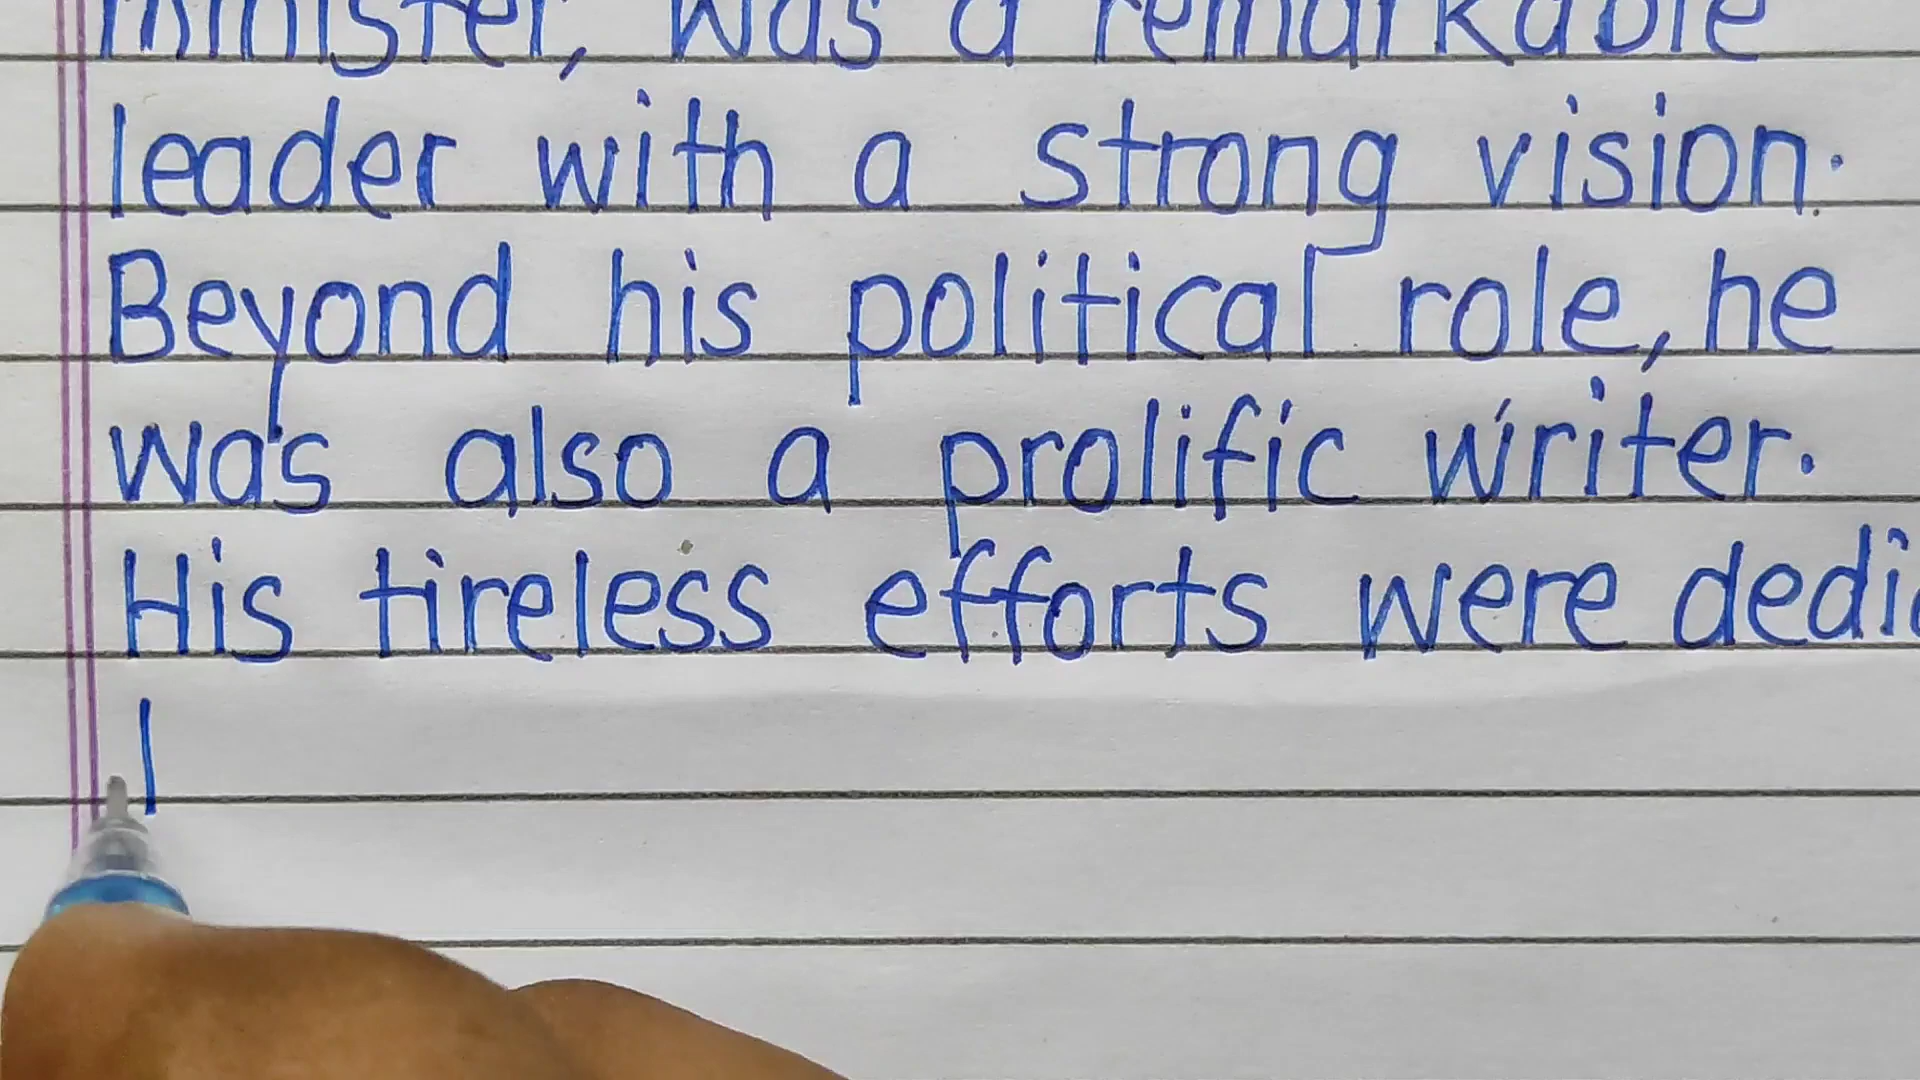 minister, was a remarkable
leader with a strong vision.
Beyond his political role, he
was also a prolific writer.
His tireless efforts were dedic